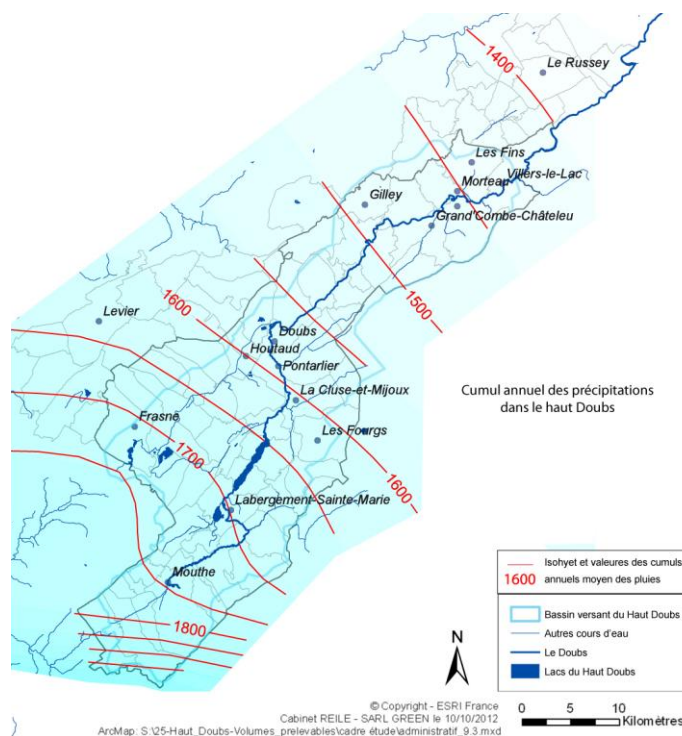 1400
Le Russey
Les Fins
Villers-le-Lac
Morteau
Gilley
Grand'Combe-Châteleu
1600
1500
Levier
Doubs
Houtaud
Pontarlier
La Cluse-et-Mijoux
Cumul annuel des précipitations
dans le haut Doubs
Frasne
Les Fourgs
1700
1600
Labergement-Sainte-Marie
Mouthe
1800
Isohyet et valeures des cumuls
1600 annuels moyen des pluies
Bassin versant du Haut Doubs
Autres cours d'eau
Le Doubs
Lacs du Haut Doubs
N
© Copyright - ESRI France
Cabinet REILE - SARL GREEN le 10/10/2012
ArcMap: S:\25-Haut_Doubs-Volumes_prelevables\cadre étude\administratif_9.3.mxd
0 5 10
Kilomètres